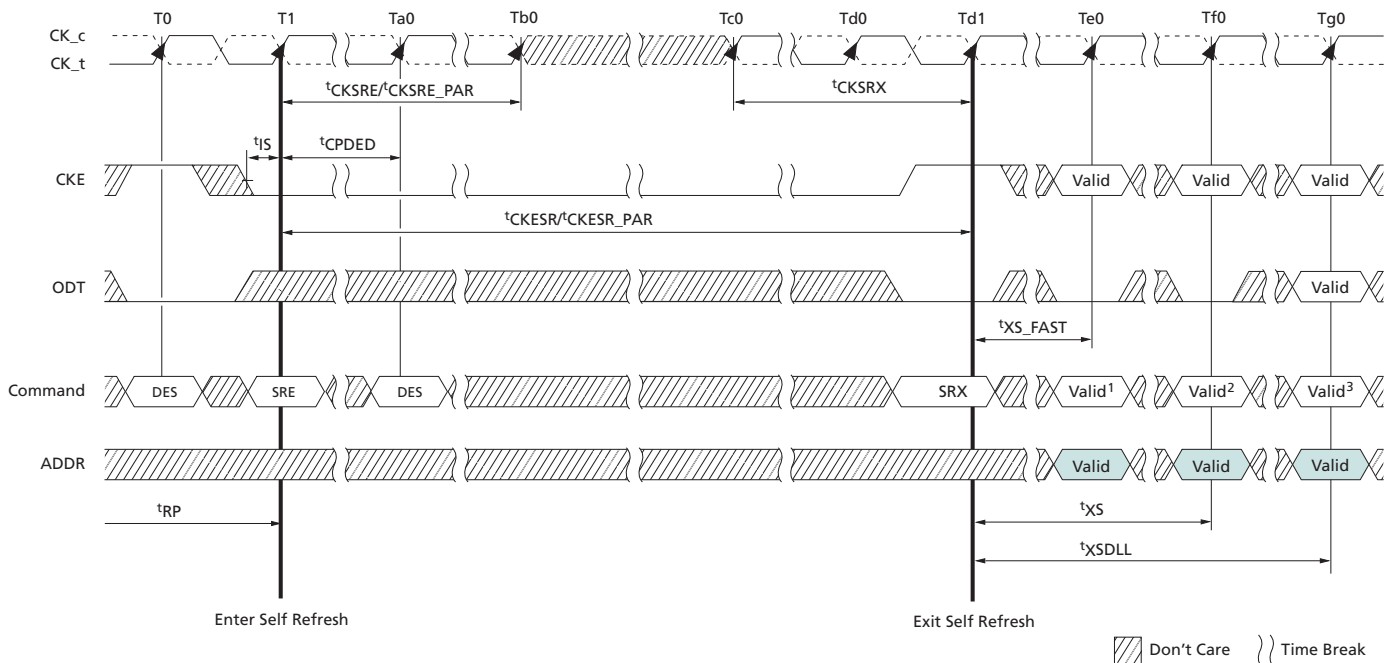 T0 T1 Ta0 Tb0 Tc0 Td0 Td1 Te0 Tf0 Tg0
CK_c
CK_t
tCKSRE/tCKSRE_PAR tCKSRX
tIS tCPDED
CKE Valid Valid Valid
tCKESR/tCKESR_PAR
ODT Valid
tXS_FAST
Command DES SRE DES SRX Valid1 Valid2 Valid3
ADDR Valid Valid Valid
tRP tXS
tXSDLL
Enter Self Refresh Exit Self Refresh
Don't Care Time Break